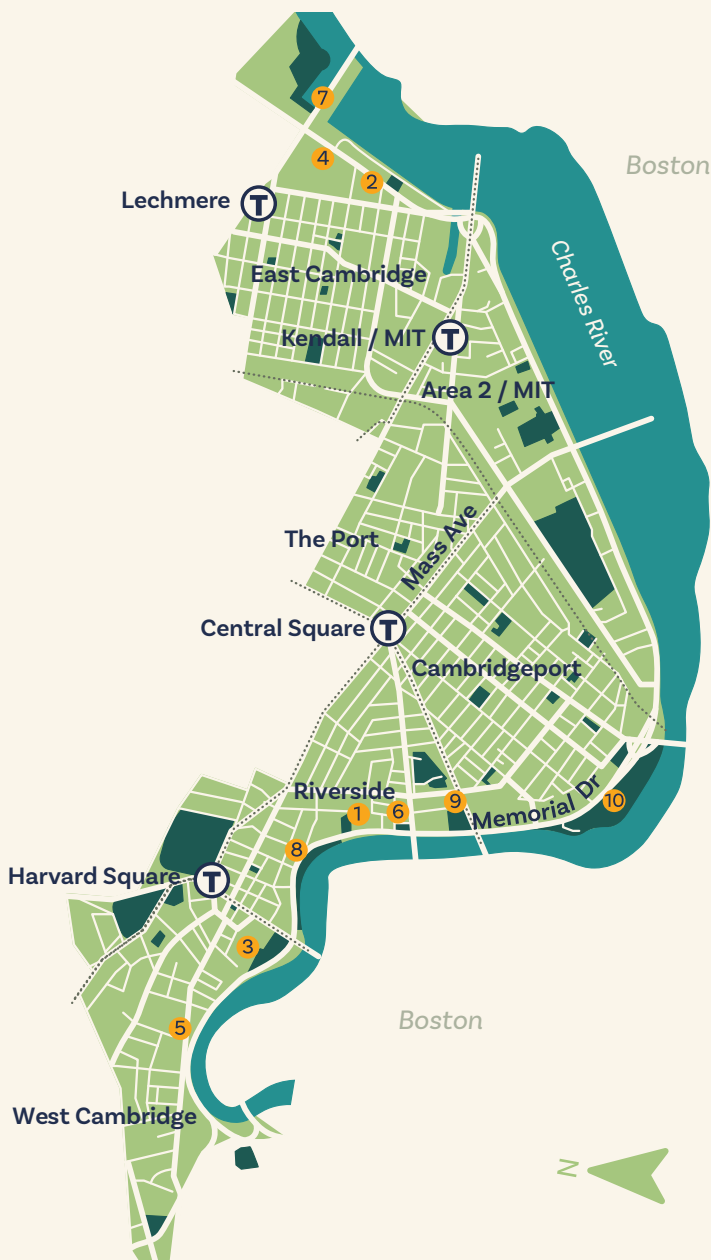 7
Boston
4
2
Lechmere T
Charles River
East Cambridge
Kendall / MIT T
Area 2 / MIT
Mass Ave
The Port
Central Square T
Cambridgeport
Riverside
1
6
9
Memorial Dr
10
8
Harvard Square T
3
Boston
5
West Cambridge
N